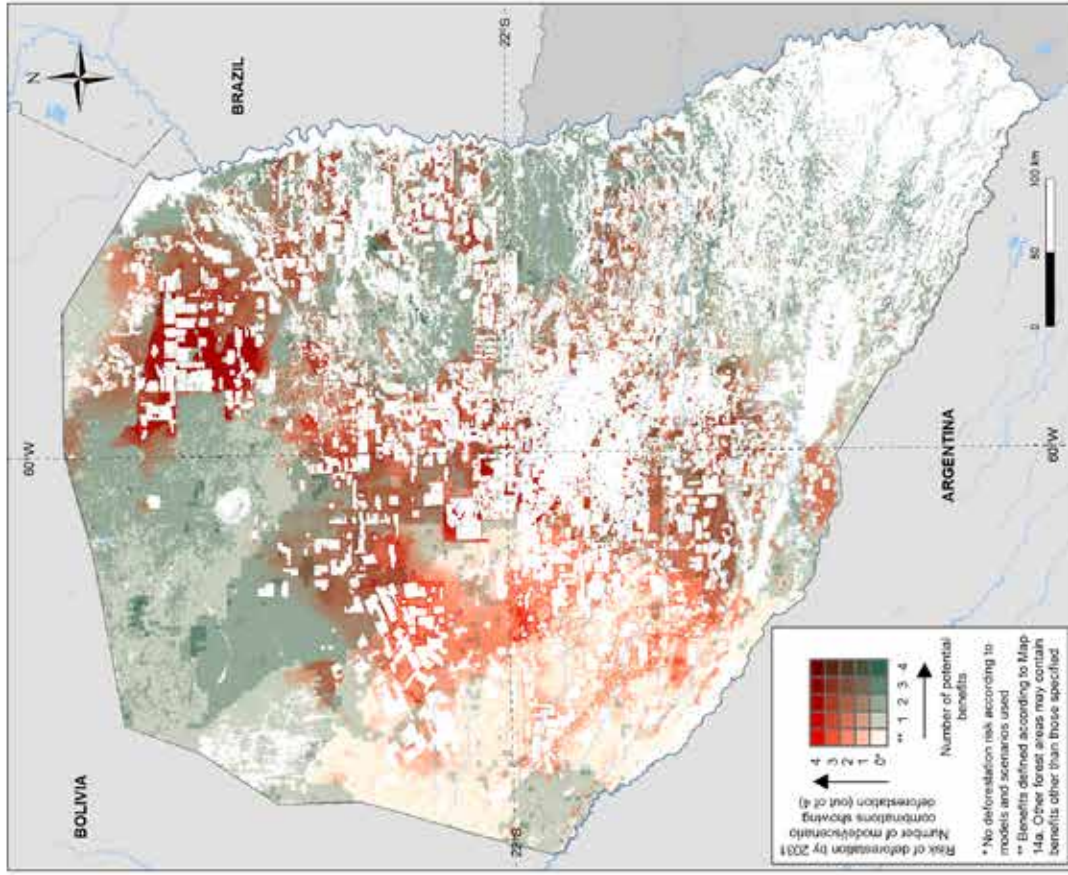 N
BRAZIL
BOLIVIA
ARGENTINA
60°W
60°W
22°S
22°S
0 50 100 km
Risk of deforestation by 2031
Number of model/scenario
combinations showing
deforestation (out of 4)
4
3
2
1
0*
** 1 2 3 4
Number of potential
benefits
* No deforestation risk according to
models and scenarios used
** Benefits defined according to Map
14a. Other forest areas may contain
benefits other than those specified